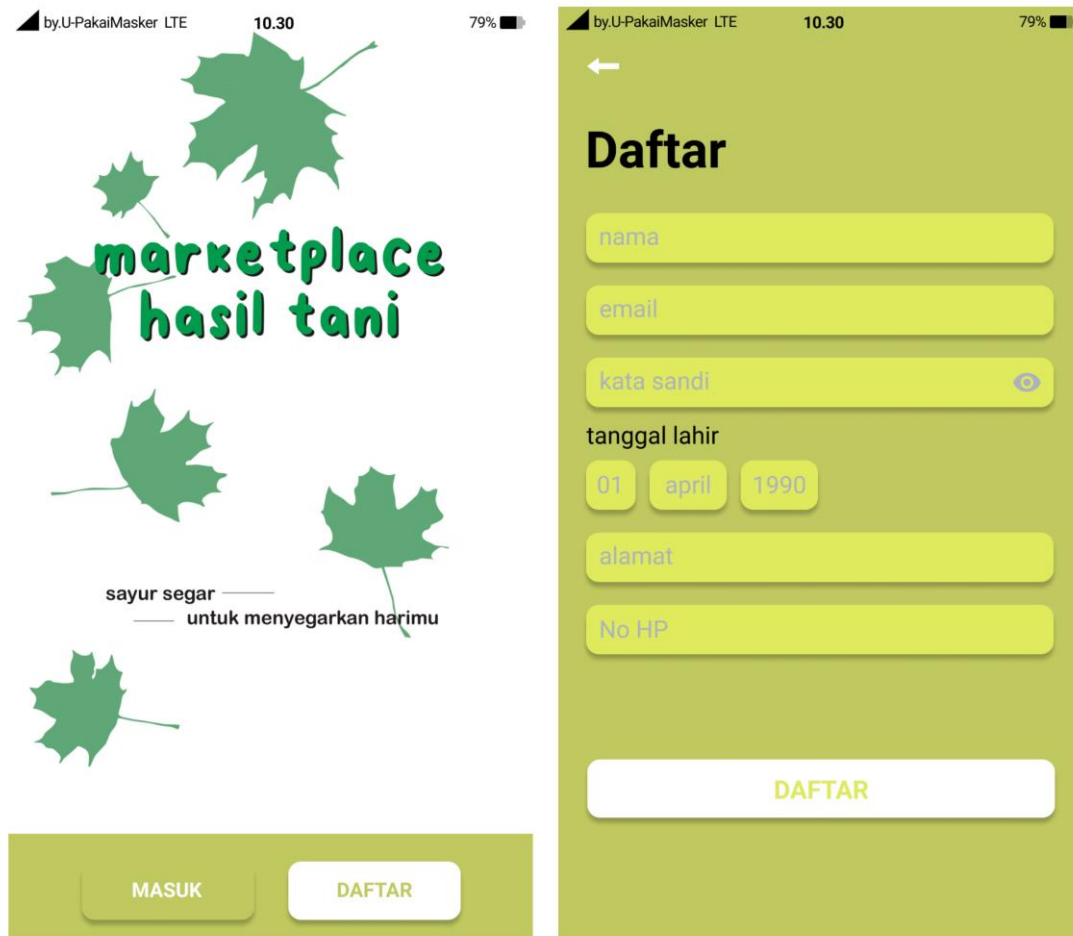 by.U-PakaiMasker LTE 10.30 79%
marketplace
hasil tani
sayur segar
untuk menyegarkan harimu
MASUK DAFTAR
by.U-PakaiMasker LTE 10.30 79%
Daftar
nama
email
kata sandi
tanggal lahir
01 april 1990
alamat
No HP
DAFTAR